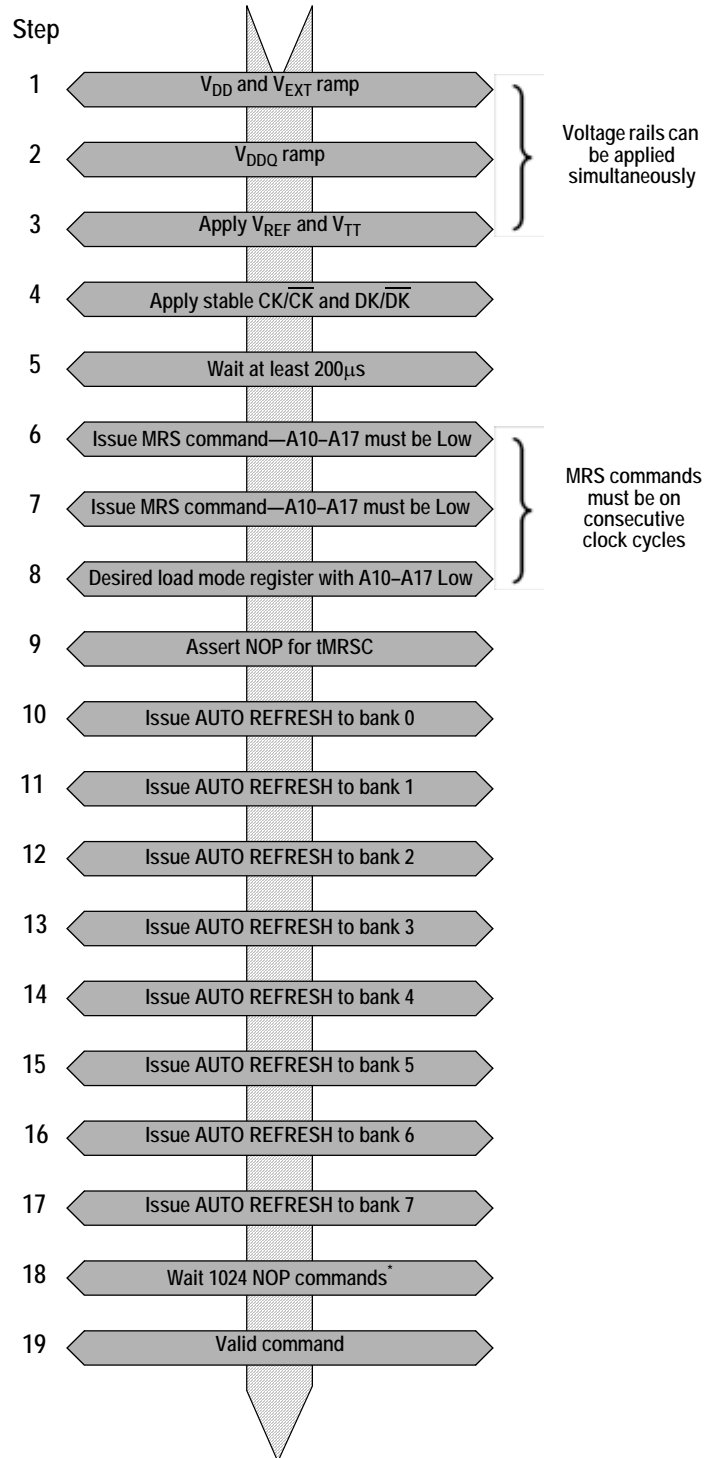 Step
1 V_DD and V_EXT ramp
2 V_DDQ ramp
3 Apply V_REF and V_TT
Voltage rails can
be applied
simultaneously
4 Apply stable CK/C̅K̅ and DK/D̅K̅
5 Wait at least 200μs
6 Issue MRS command—A10–A17 must be Low
7 Issue MRS command—A10–A17 must be Low
8 Desired load mode register with A10–A17 Low
MRS commands
must be on
consecutive
clock cycles
9 Assert NOP for tMRSC
10 Issue AUTO REFRESH to bank 0
11 Issue AUTO REFRESH to bank 1
12 Issue AUTO REFRESH to bank 2
13 Issue AUTO REFRESH to bank 3
14 Issue AUTO REFRESH to bank 4
15 Issue AUTO REFRESH to bank 5
16 Issue AUTO REFRESH to bank 6
17 Issue AUTO REFRESH to bank 7
18 Wait 1024 NOP commands*
19 Valid command